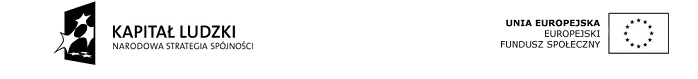 KAPITAŁ LUDZKI
NARODOWA STRATEGIA SPÓJNOŚCI
UNIA EUROPEJSKA
EUROPEJSKI
FUNDUSZ SPOŁECZNY